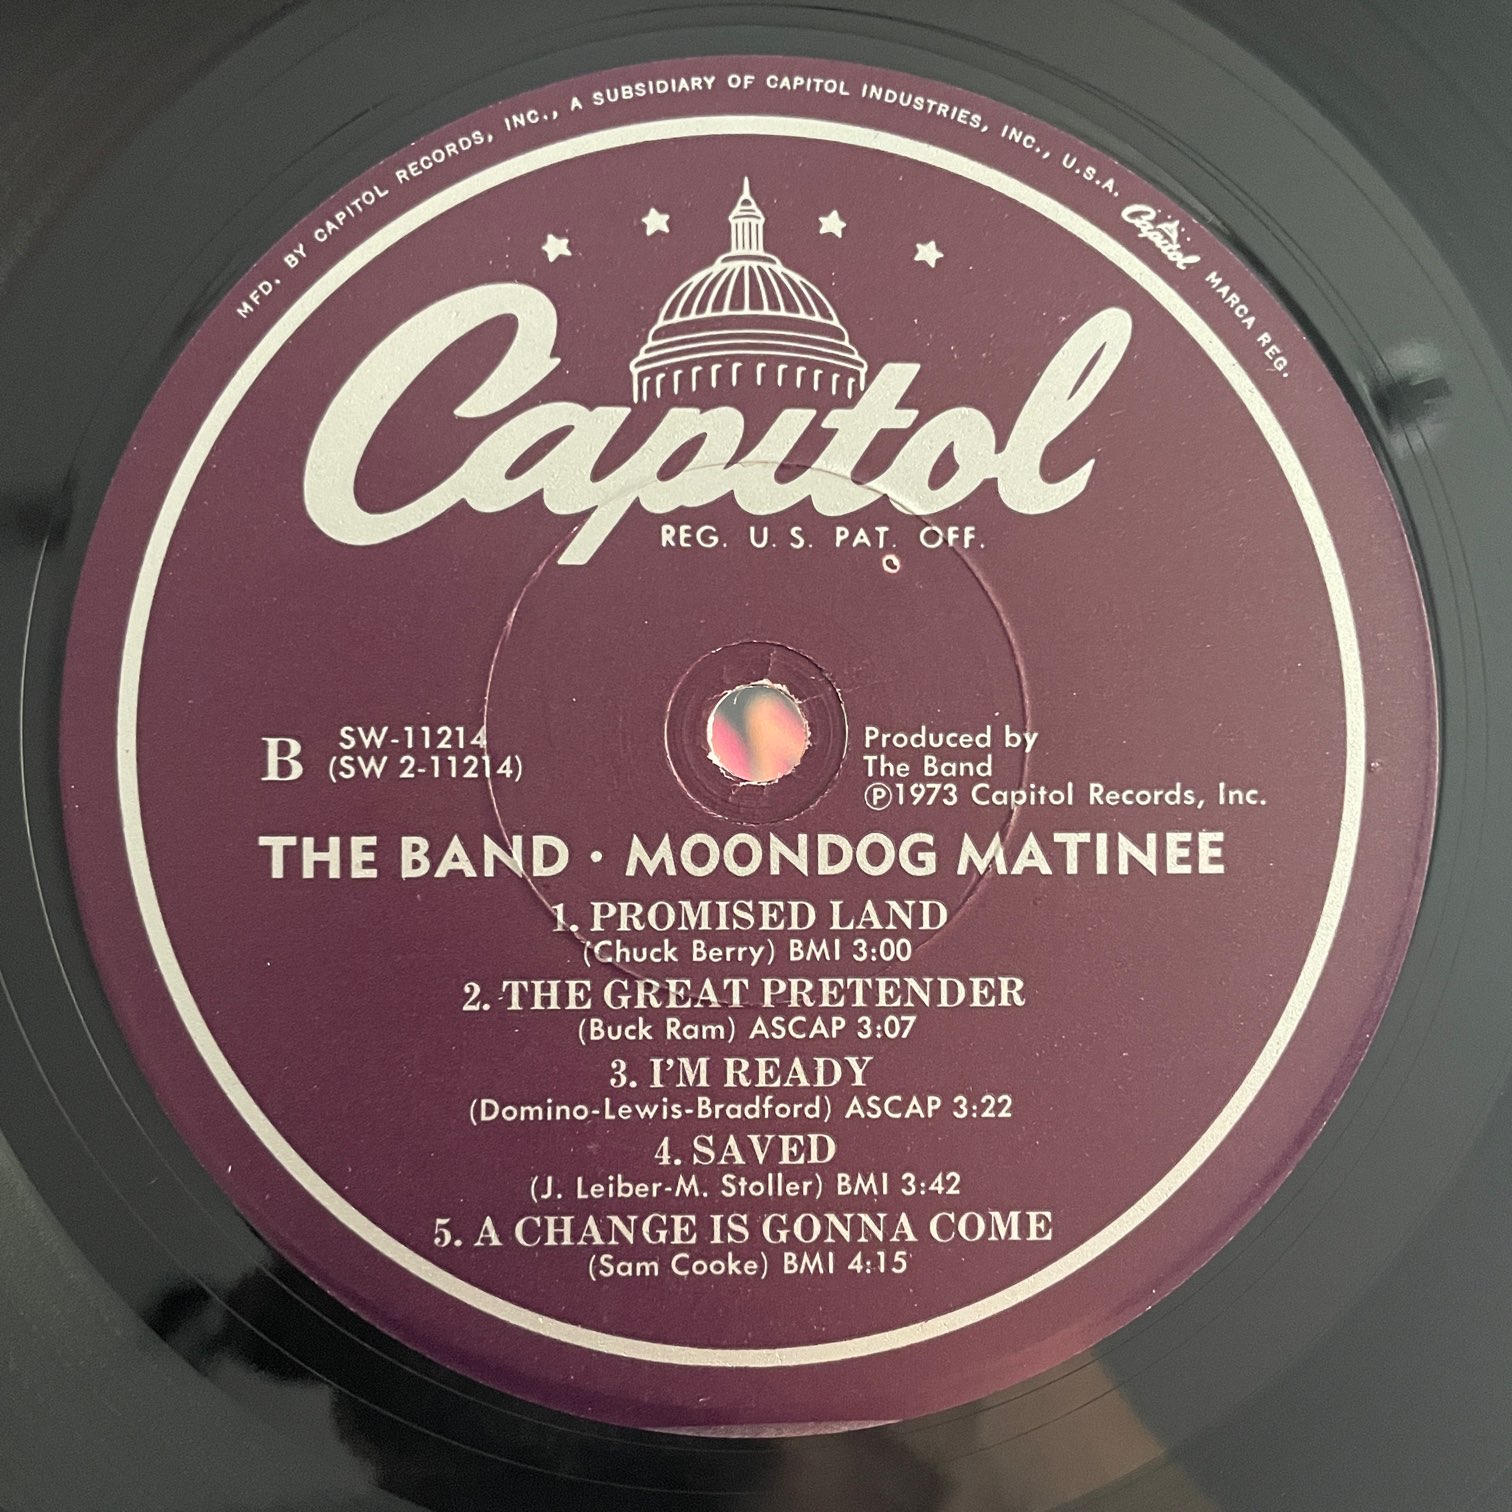 MFD. BY CAPITOL RECORDS, INC., A SUBSIDIARY OF CAPITOL INDUSTRIES, INC., U.S.A. Capitol MARCA REG.
Capitol
REG. U. S. PAT. OFF.
B
SW-11214
(SW 2-11214)
Produced by
The Band
Ⓟ1973 Capitol Records, Inc.
THE BAND • MOONDOG MATINEE
1. PROMISED LAND
(Chuck Berry) BMI 3:00
2. THE GREAT PRETENDER
(Buck Ram) ASCAP 3:07
3. I'M READY
(Domino-Lewis-Bradford) ASCAP 3:22
4. SAVED
(J. Leiber-M. Stoller) BMI 3:42
5. A CHANGE IS GONNA COME
(Sam Cooke) BMI 4:15